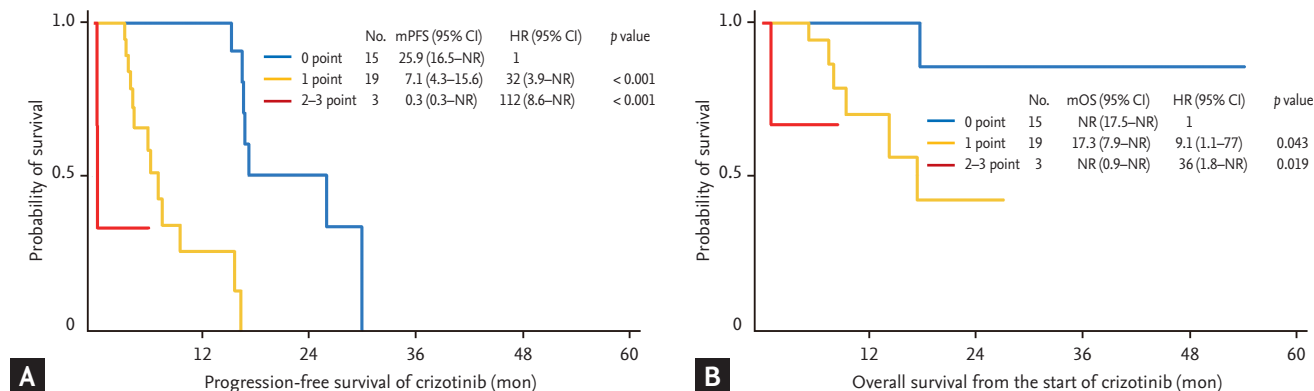 No. mPFS (95% CI) HR (95% CI) p value
0 point 15 25.9 (16.5–NR) 1
1 point 19 7.1 (4.3–15.6) 32 (3.9–NR) < 0.001
2–3 point 3 0.3 (0.3–NR) 112 (8.6–NR) < 0.001
Probability of survival
1.0
0.5
0
12 24 36 48 60
Progression-free survival of crizotinib (mon)
A
No. mOS (95% CI) HR (95% CI) p value
0 point 15 NR (17.5–NR) 1
1 point 19 17.3 (7.9–NR) 9.1 (1.1–77) 0.043
2–3 point 3 NR (0.9–NR) 36 (1.8–NR) 0.019
Probability of survival
1.0
0.5
0
12 24 36 48 60
Overall survival from the start of crizotinib (mon)
B